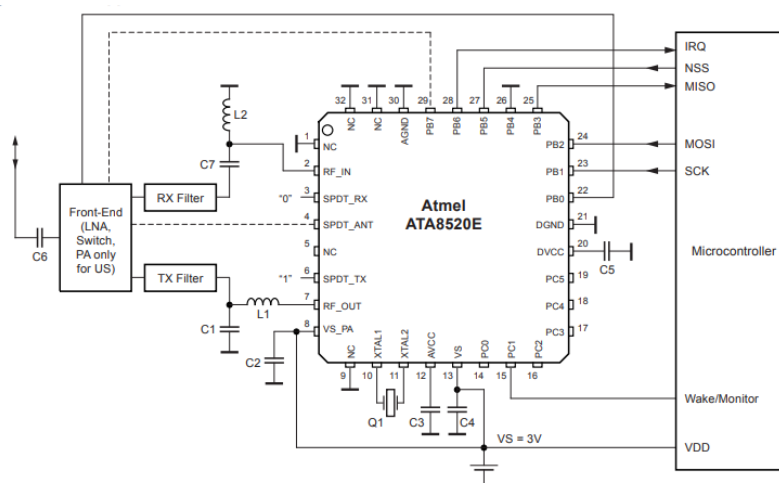 32
31
30
29
28
27
26
25
NC
NC
AGND
PB7
PB6
PB5
PB4
PB3
IRQ
NSS
MISO
MOSI
SCK
Microcontroller
Wake/Monitor
VDD
L2
C7
RX Filter
Front-End
(LNA,
Switch,
PA only
for US)
C6
TX Filter
C1
L1
C2
1
NC
2
RF_IN
"0"
3
SPDT_RX
4
SPDT_ANT
5
NC
"1"
6
SPDT_TX
7
RF_OUT
8
VS_PA
Atmel
ATA8520E
PB2
24
PB1
23
PB0
22
DGND
21
DVCC
20
C5
PC5
19
PC4
18
PC3
17
NC
XTAL1
XTAL2
AVCC
VS
PC0
PC1
PC2
9
10
11
12
13
14
15
16
Q1
C3
C4
VS = 3V